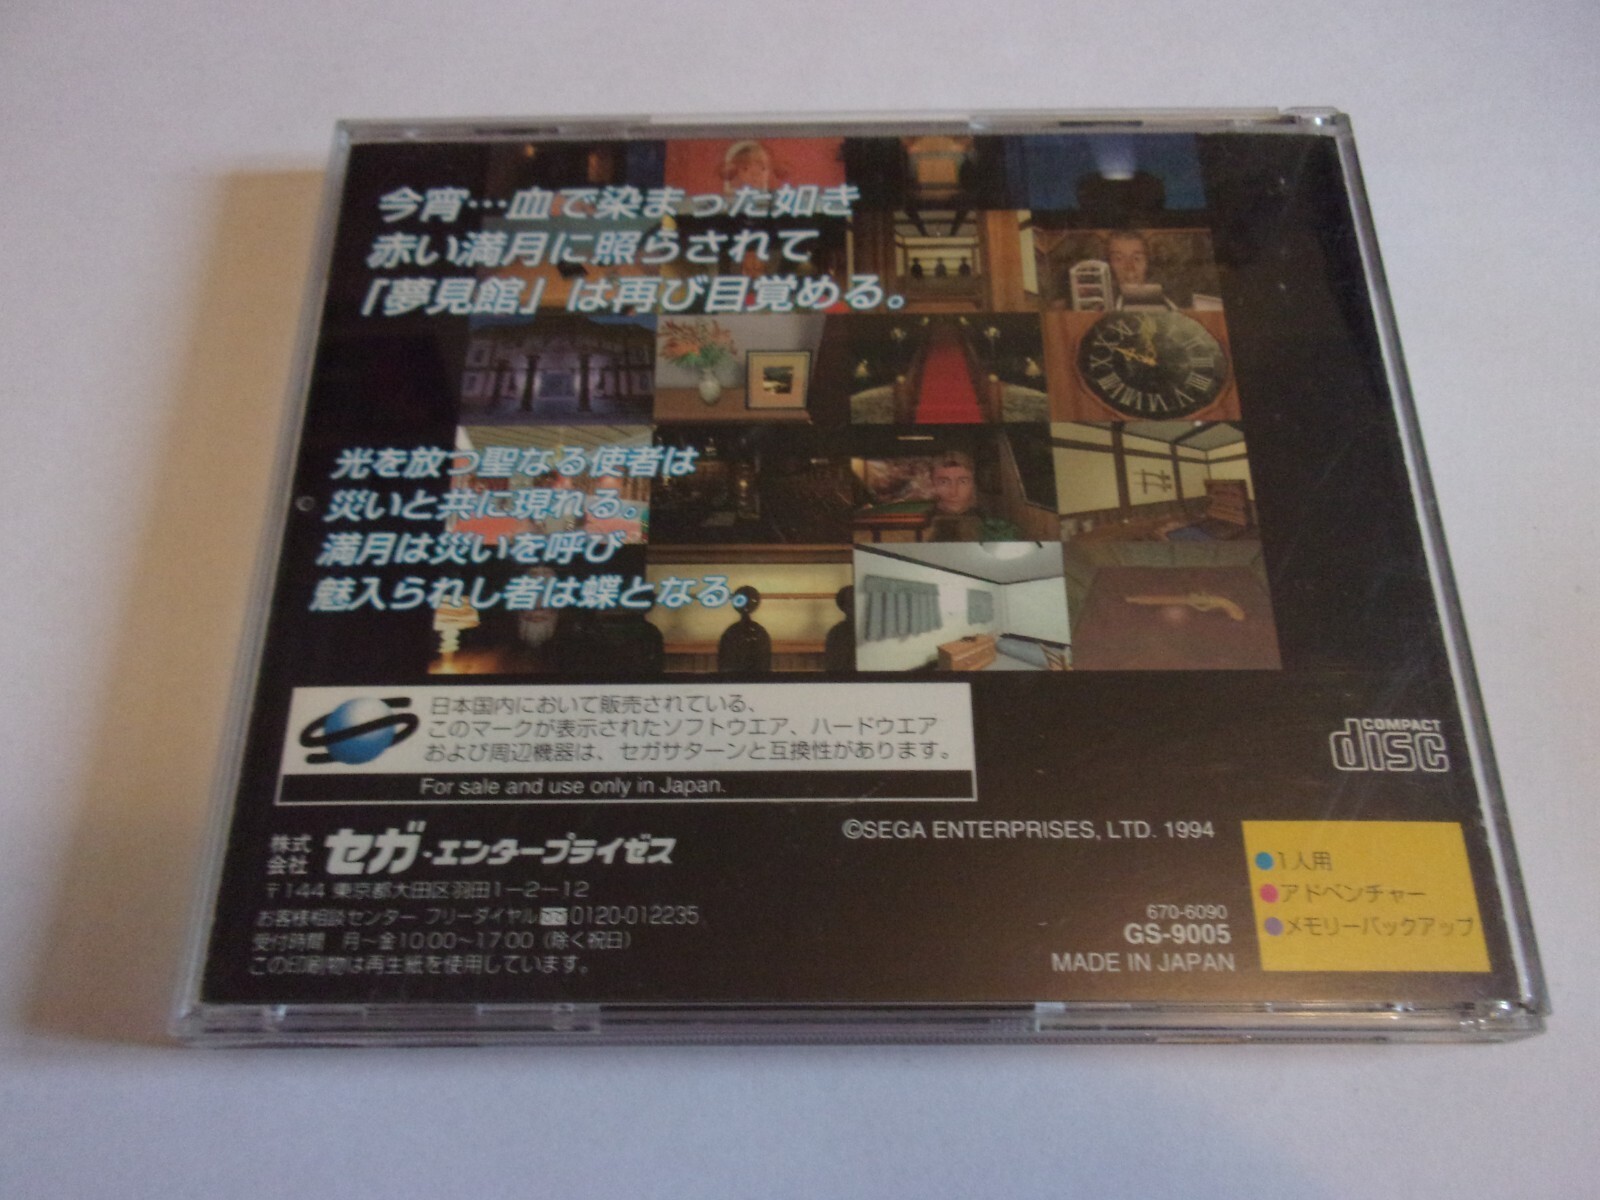 今宵…血で染まった如き
赤い満月に照らされて
「夢見館」は再び目覚める。
光を放つ聖なる使者は
災いと共に現れる。
満月は災いを呼び
魅入られし者は蝶となる。
日本国内において販売されている、
このマークが表示されたソフトウエア、ハードウエア
および周辺機器は、セガサターンと互換性があります。
For sale and use only in Japan.
COMPACT
disc
株式会社 セガ・エンタープライゼス
〒144 東京都大田区羽田1-2-12
お客様相談センター フリーダイヤル 0120-012235
受付時間 月〜金10:00〜17:00（除く祝日）
この印刷物は再生紙を使用しています。
©SEGA ENTERPRISES, LTD. 1994
670-6090
GS-9005
MADE IN JAPAN
●1人用
●アドベンチャー
●メモリーバックアップ